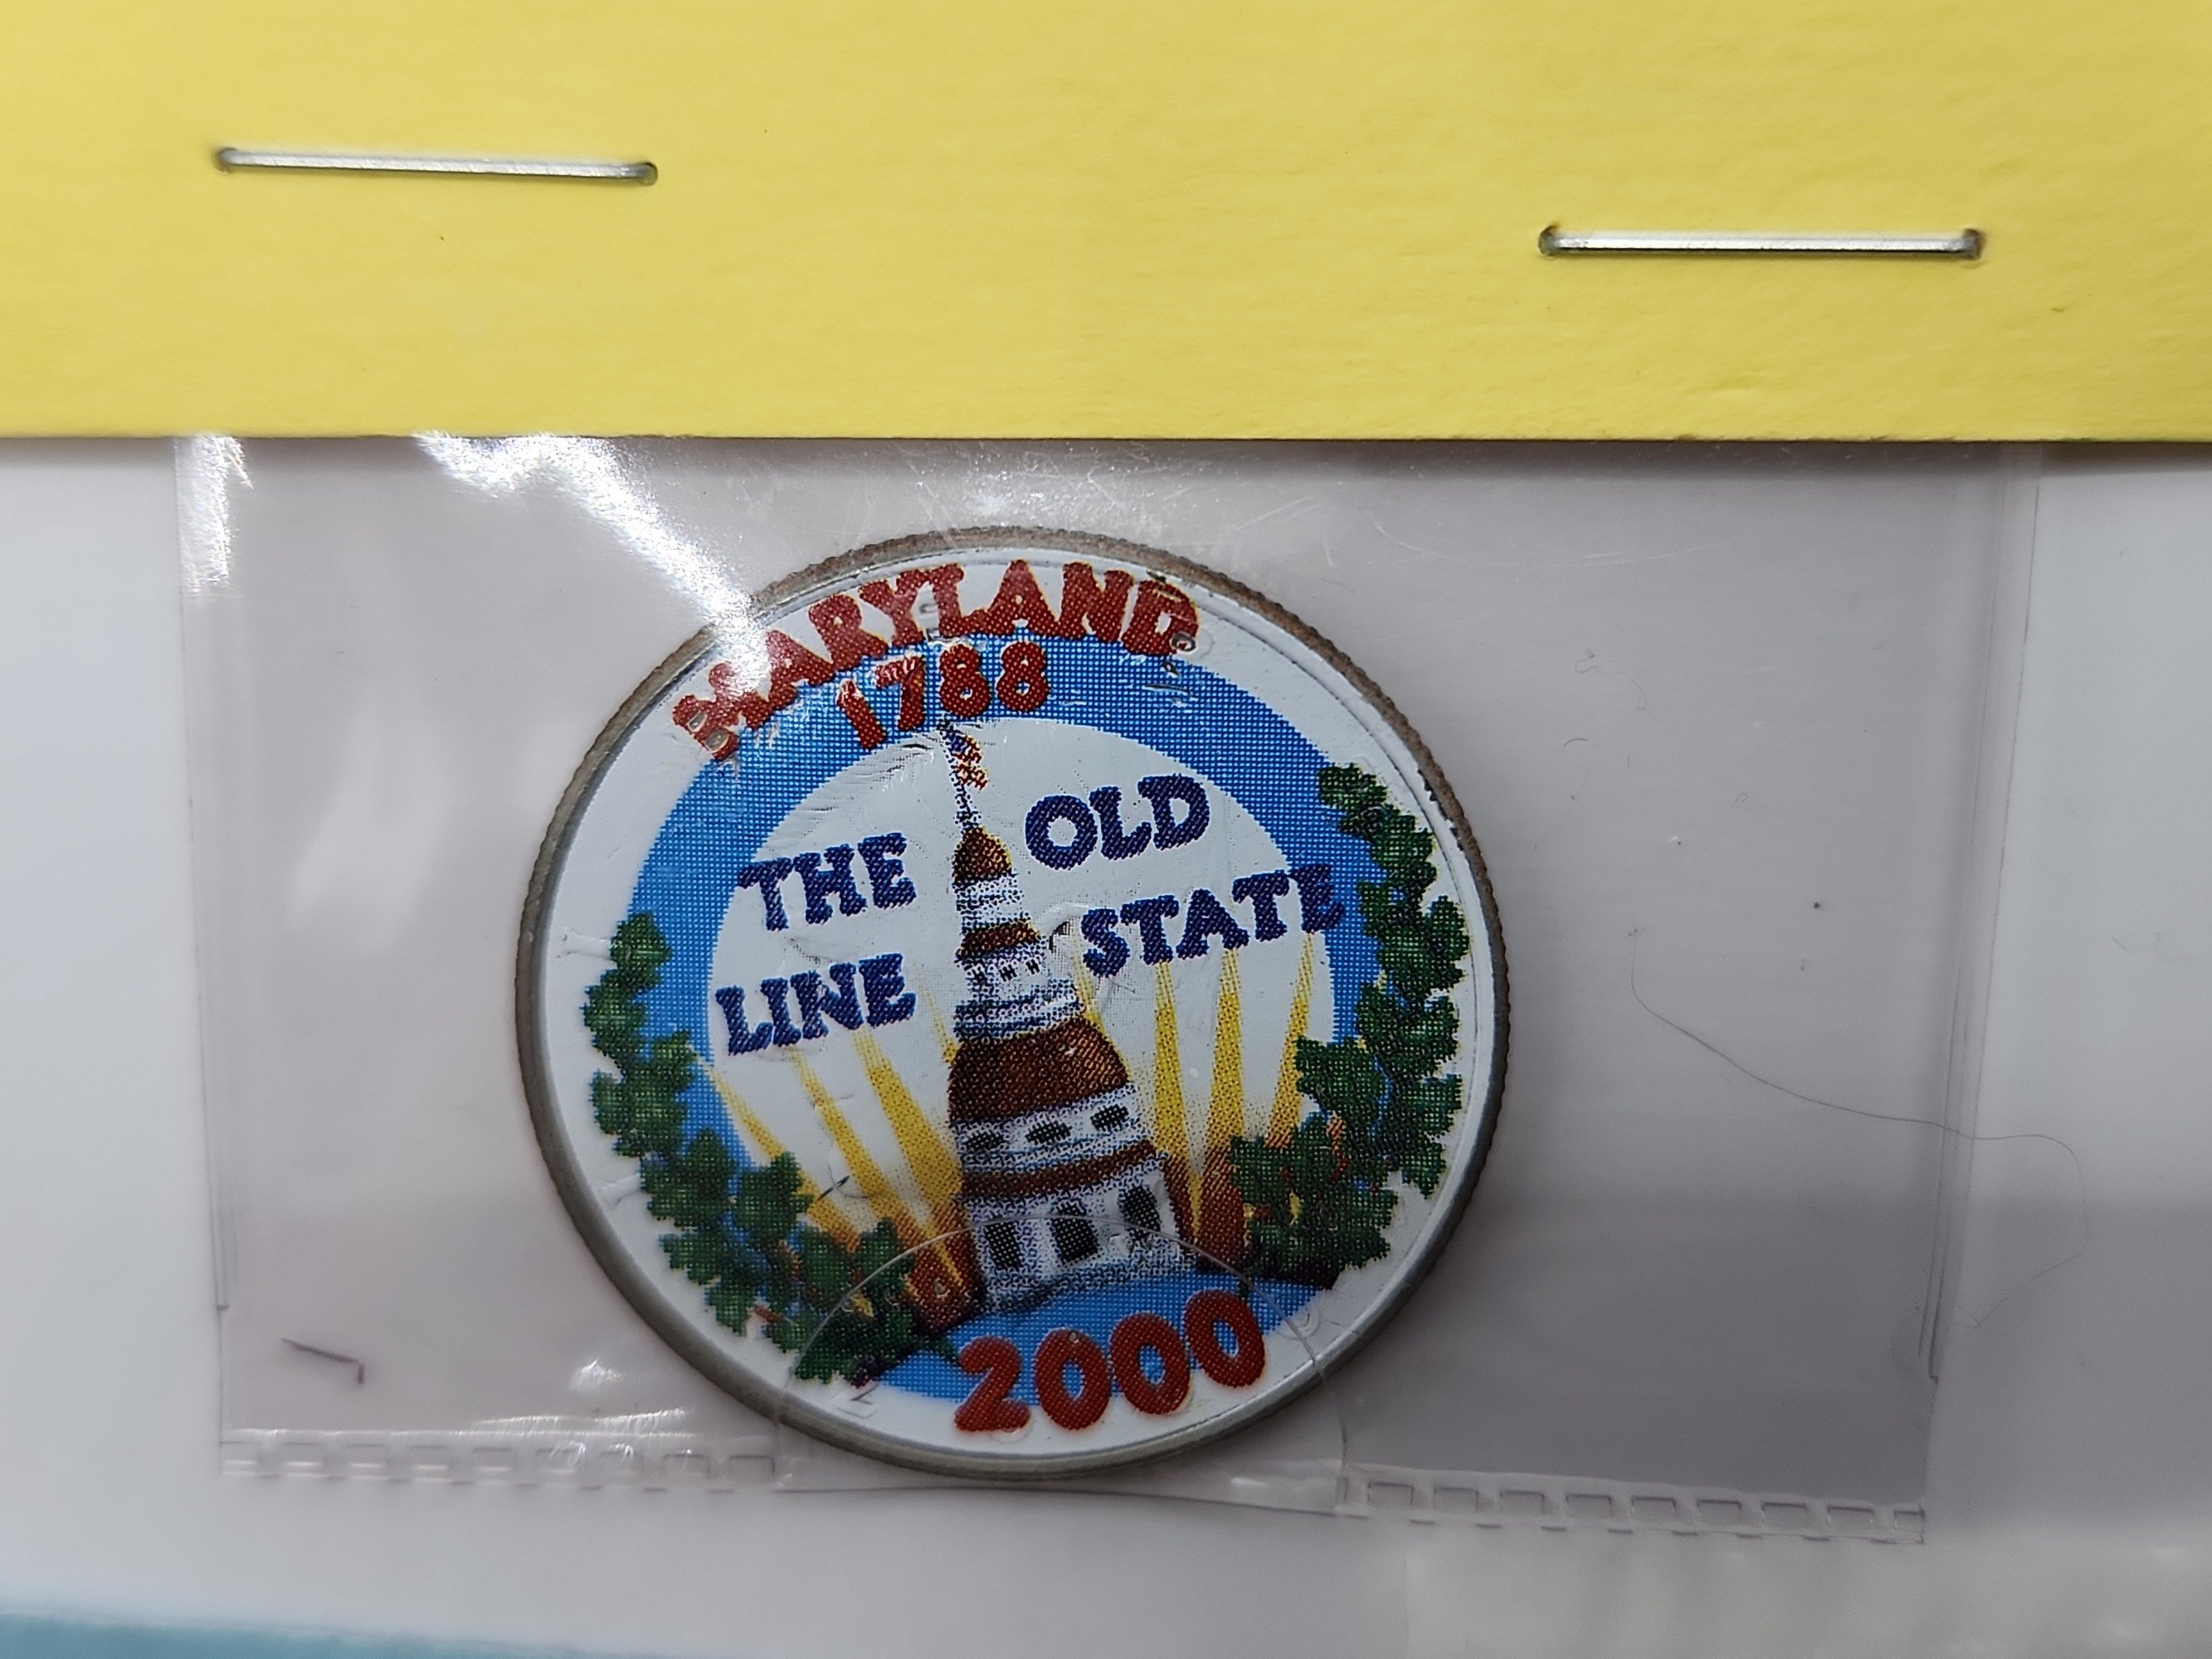 MARYLAND
1788
THE OLD
LINE STATE
2000